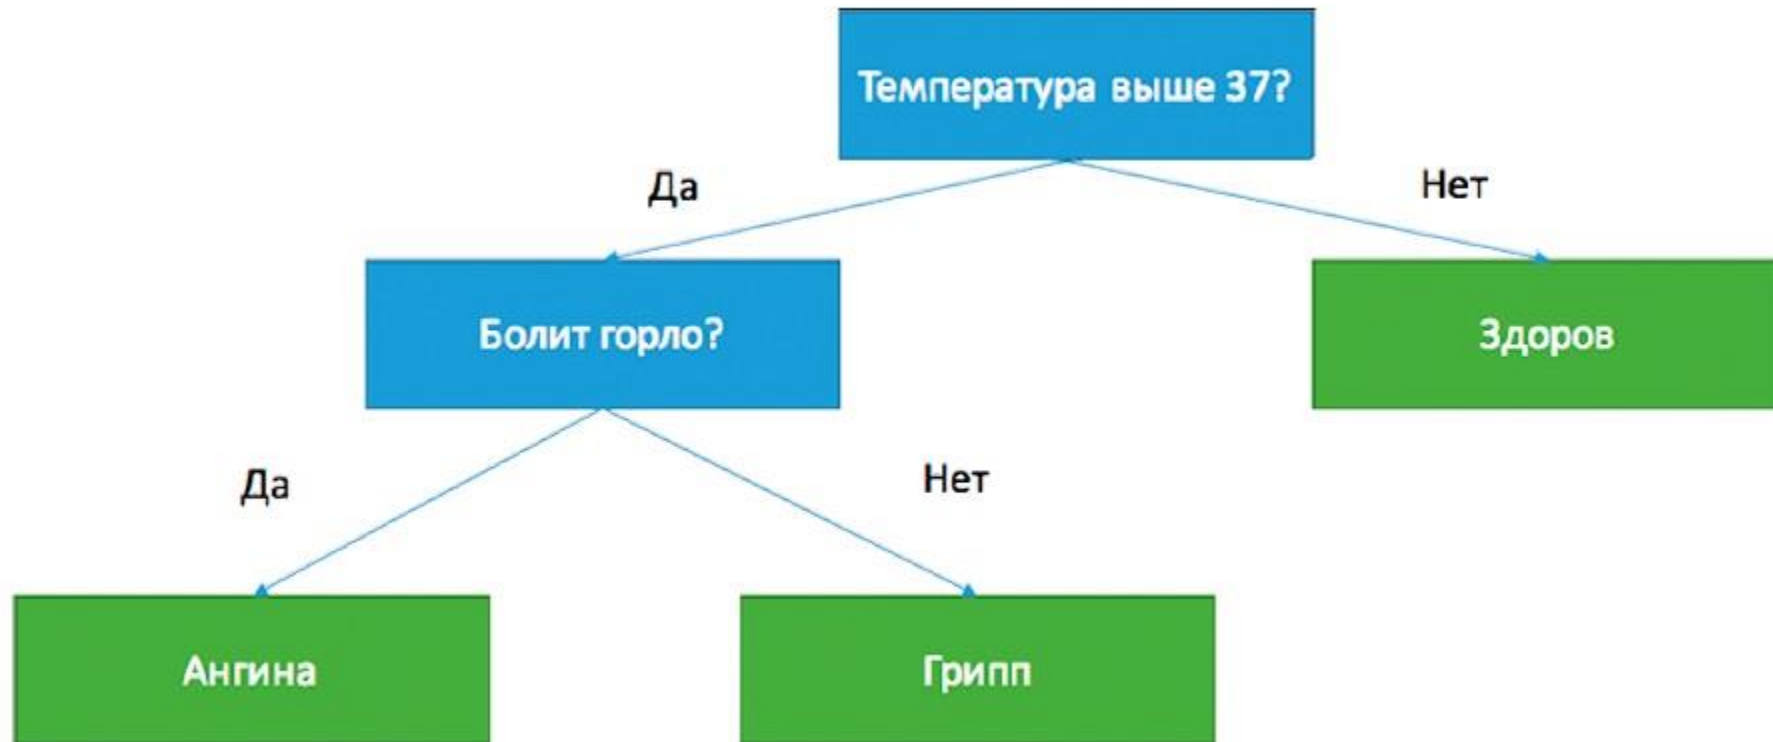 Температура выше 37?
Да
Нет
Болит горло?
Здоров
Да
Нет
Ангина
Грипп